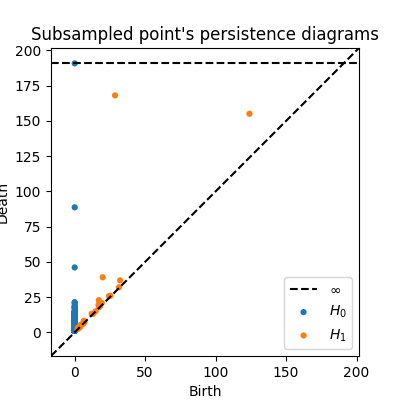 Subsampled point's persistence diagrams
200
175
150
125
100
75
50
25
0
Death
∞
H₀
H₁
0 50 100 150 200
Birth